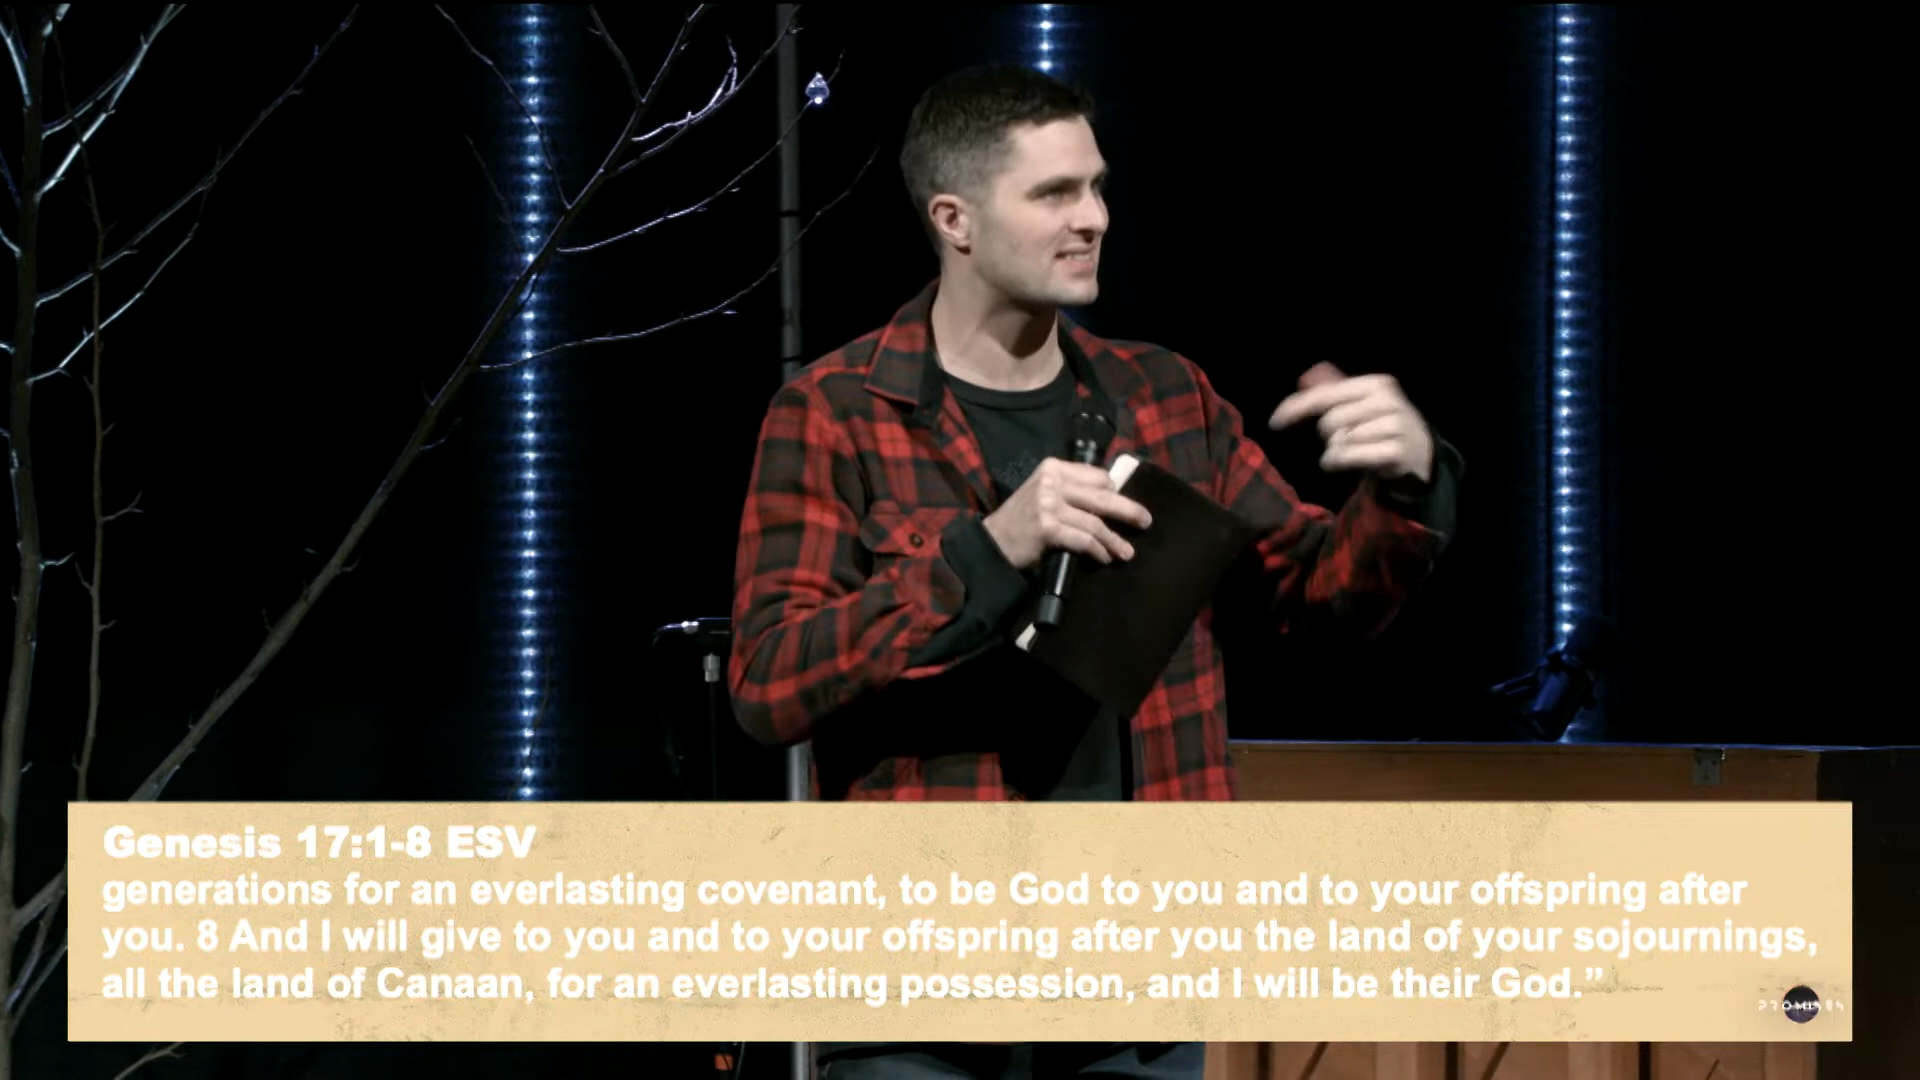 Genesis 17:1-8 ESV
generations for an everlasting covenant, to be God to you and to your offspring after
you. 8 And I will give to you and to your offspring after you the land of your sojournings,
all the land of Canaan, for an everlasting possession, and I will be their God.”
PROMISES